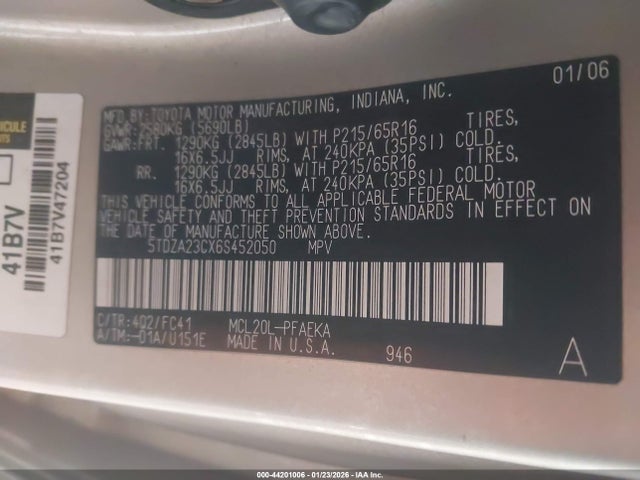 01/06
MFD.BY:TOYOTA MOTOR MANUFACTURING, INDIANA, INC.
GVWR:2580KG (5690LB)
GAWR:FRT. 1290KG (2845LB) WITH P215/65R16 TIRES,
16X6.5JJ RIMS, AT 240KPA (35PSI) COLD.
RR. 1290KG (2845LB) WITH P215/65R16 TIRES,
16X6.5JJ RIMS, AT 240KPA (35PSI) COLD.
THIS VEHICLE CONFORMS TO ALL APPLICABLE FEDERAL MOTOR
VEHICLE SAFETY AND THEFT PREVENTION STANDARDS IN EFFECT ON
THE DATE OF MANUFACTURE SHOWN ABOVE.
5TDZA23CX6S452050 MPV
C/TR:4Q2/FC41 MCL20L-PFAEKA
A/TM:-01A/U151E MADE IN U.S.A. 946 A
41B7V
41B7V47204
000-44201006 - 01/23/2026 - Copyright IAA, Inc.